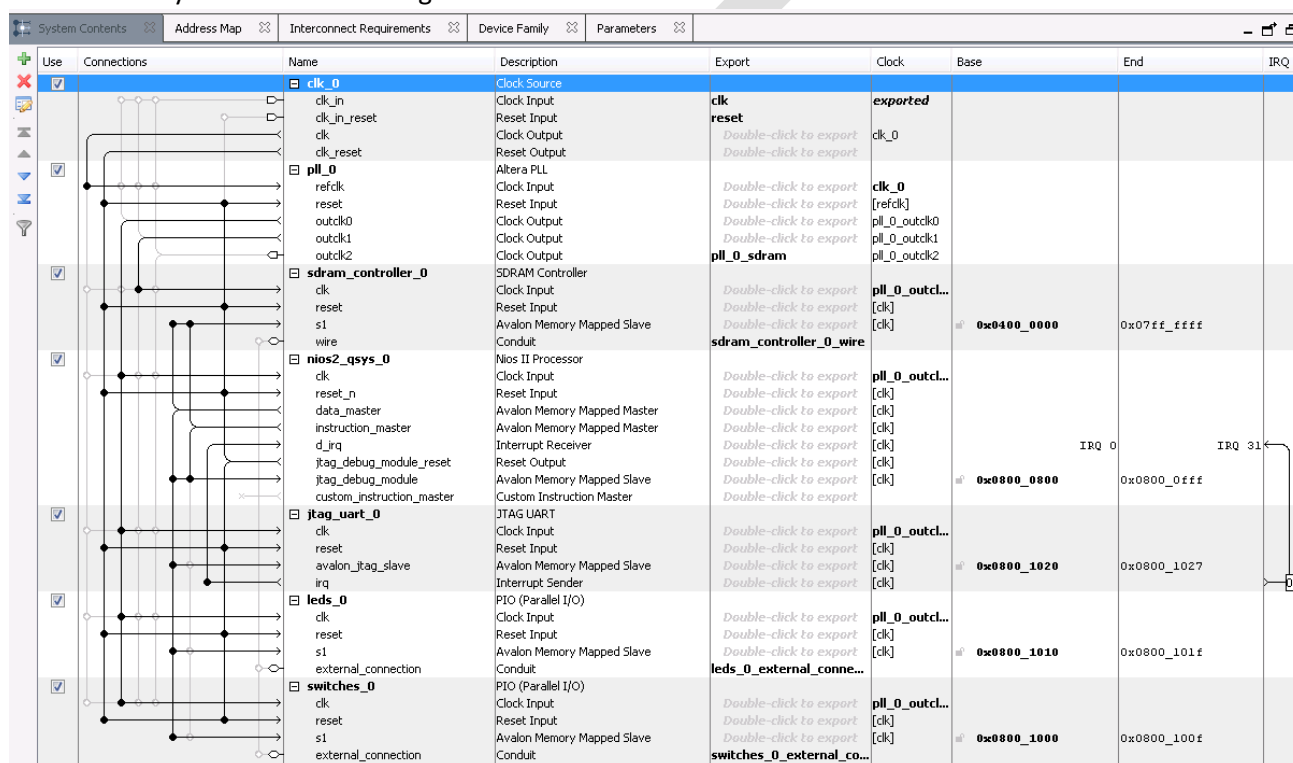 System Contents Address Map Interconnect Requirements Device Family Parameters
Use Connections Name Description Export Clock Base End IRQ
clk_0 Clock Source
clk_in Clock Input clk exported
clk_in_reset Reset Input reset
clk Clock Output Double-click to export clk_0
clk_reset Reset Output Double-click to export
pll_0 Altera PLL
refclk Clock Input Double-click to export clk_0
reset Reset Input Double-click to export [refclk]
outclk0 Clock Output Double-click to export pll_0_outclk0
outclk1 Clock Output Double-click to export pll_0_outclk1
outclk2 Clock Output pll_0_sdram pll_0_outclk2
sdram_controller_0 SDRAM Controller
clk Clock Input Double-click to export pll_0_outcl...
reset Reset Input Double-click to export [clk]
s1 Avalon Memory Mapped Slave Double-click to export [clk] 0x0400_0000 0x07ff_ffff
wire Conduit sdram_controller_0_wire
nios2_qsys_0 Nios II Processor
clk Clock Input Double-click to export pll_0_outcl...
reset_n Reset Input Double-click to export [clk]
data_master Avalon Memory Mapped Master Double-click to export [clk]
instruction_master Avalon Memory Mapped Master Double-click to export [clk]
d_irq Interrupt Receiver Double-click to export [clk] IRQ 0 IRQ 31
jtag_debug_module_reset Reset Output Double-click to export [clk]
jtag_debug_module Avalon Memory Mapped Slave Double-click to export [clk] 0x0800_0800 0x0800_0fff
custom_instruction_master Custom Instruction Master Double-click to export
jtag_uart_0 JTAG UART
clk Clock Input Double-click to export pll_0_outcl...
reset Reset Input Double-click to export [clk]
avalon_jtag_slave Avalon Memory Mapped Slave Double-click to export [clk] 0x0800_1020 0x0800_1027
irq Interrupt Sender Double-click to export [clk]
leds_0 PIO (Parallel I/O)
clk Clock Input Double-click to export pll_0_outcl...
reset Reset Input Double-click to export [clk]
s1 Avalon Memory Mapped Slave Double-click to export [clk] 0x0800_1010 0x0800_101f
external_connection Conduit leds_0_external_conne...
switches_0 PIO (Parallel I/O)
clk Clock Input Double-click to export pll_0_outcl...
reset Reset Input Double-click to export [clk]
s1 Avalon Memory Mapped Slave Double-click to export [clk] 0x0800_1000 0x0800_100f
external_connection Conduit switches_0_external_co...